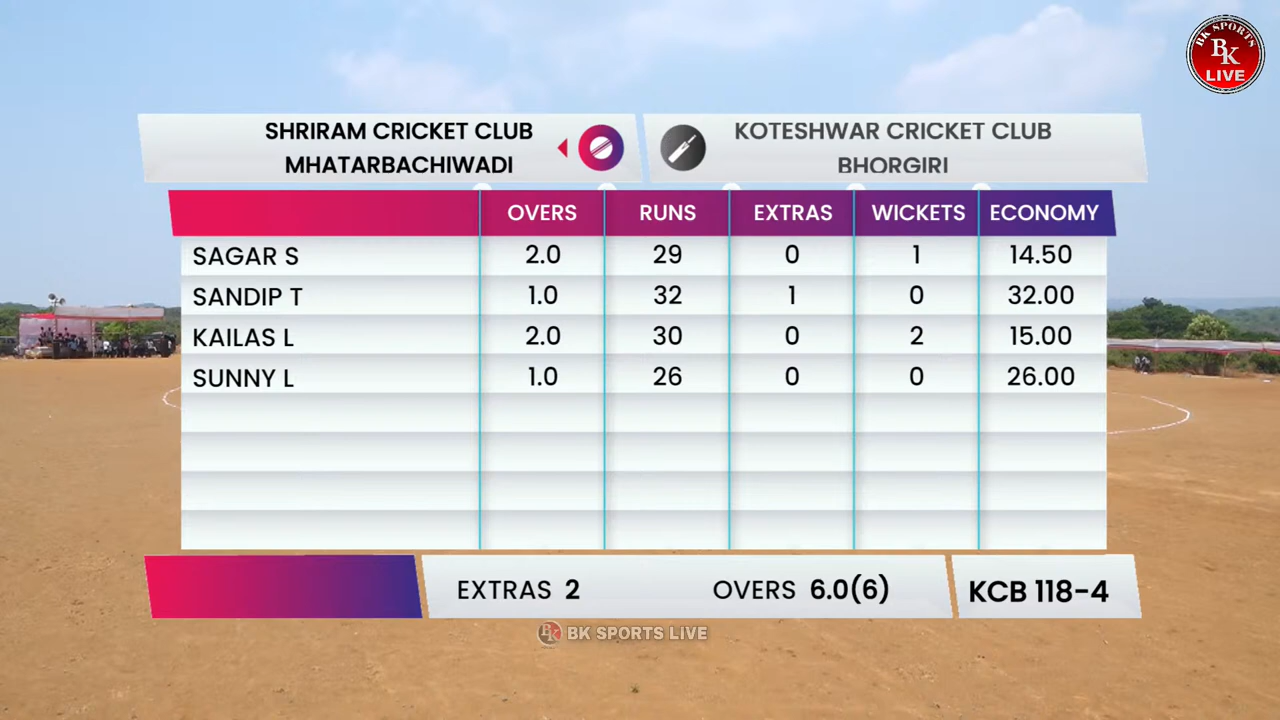 BK SPORTS
BK
LIVE
SHRIRAM CRICKET CLUB
MHATARBACHIWADI
KOTESHWAR CRICKET CLUB
BHORGIRI
OVERS RUNS EXTRAS WICKETS ECONOMY
SAGAR S 2.0 29 0 1 14.50
SANDIP T 1.0 32 1 0 32.00
KAILAS L 2.0 30 0 2 15.00
SUNNY L 1.0 26 0 0 26.00
EXTRAS 2 OVERS 6.0(6) KCB 118-4
BK BK SPORTS LIVE